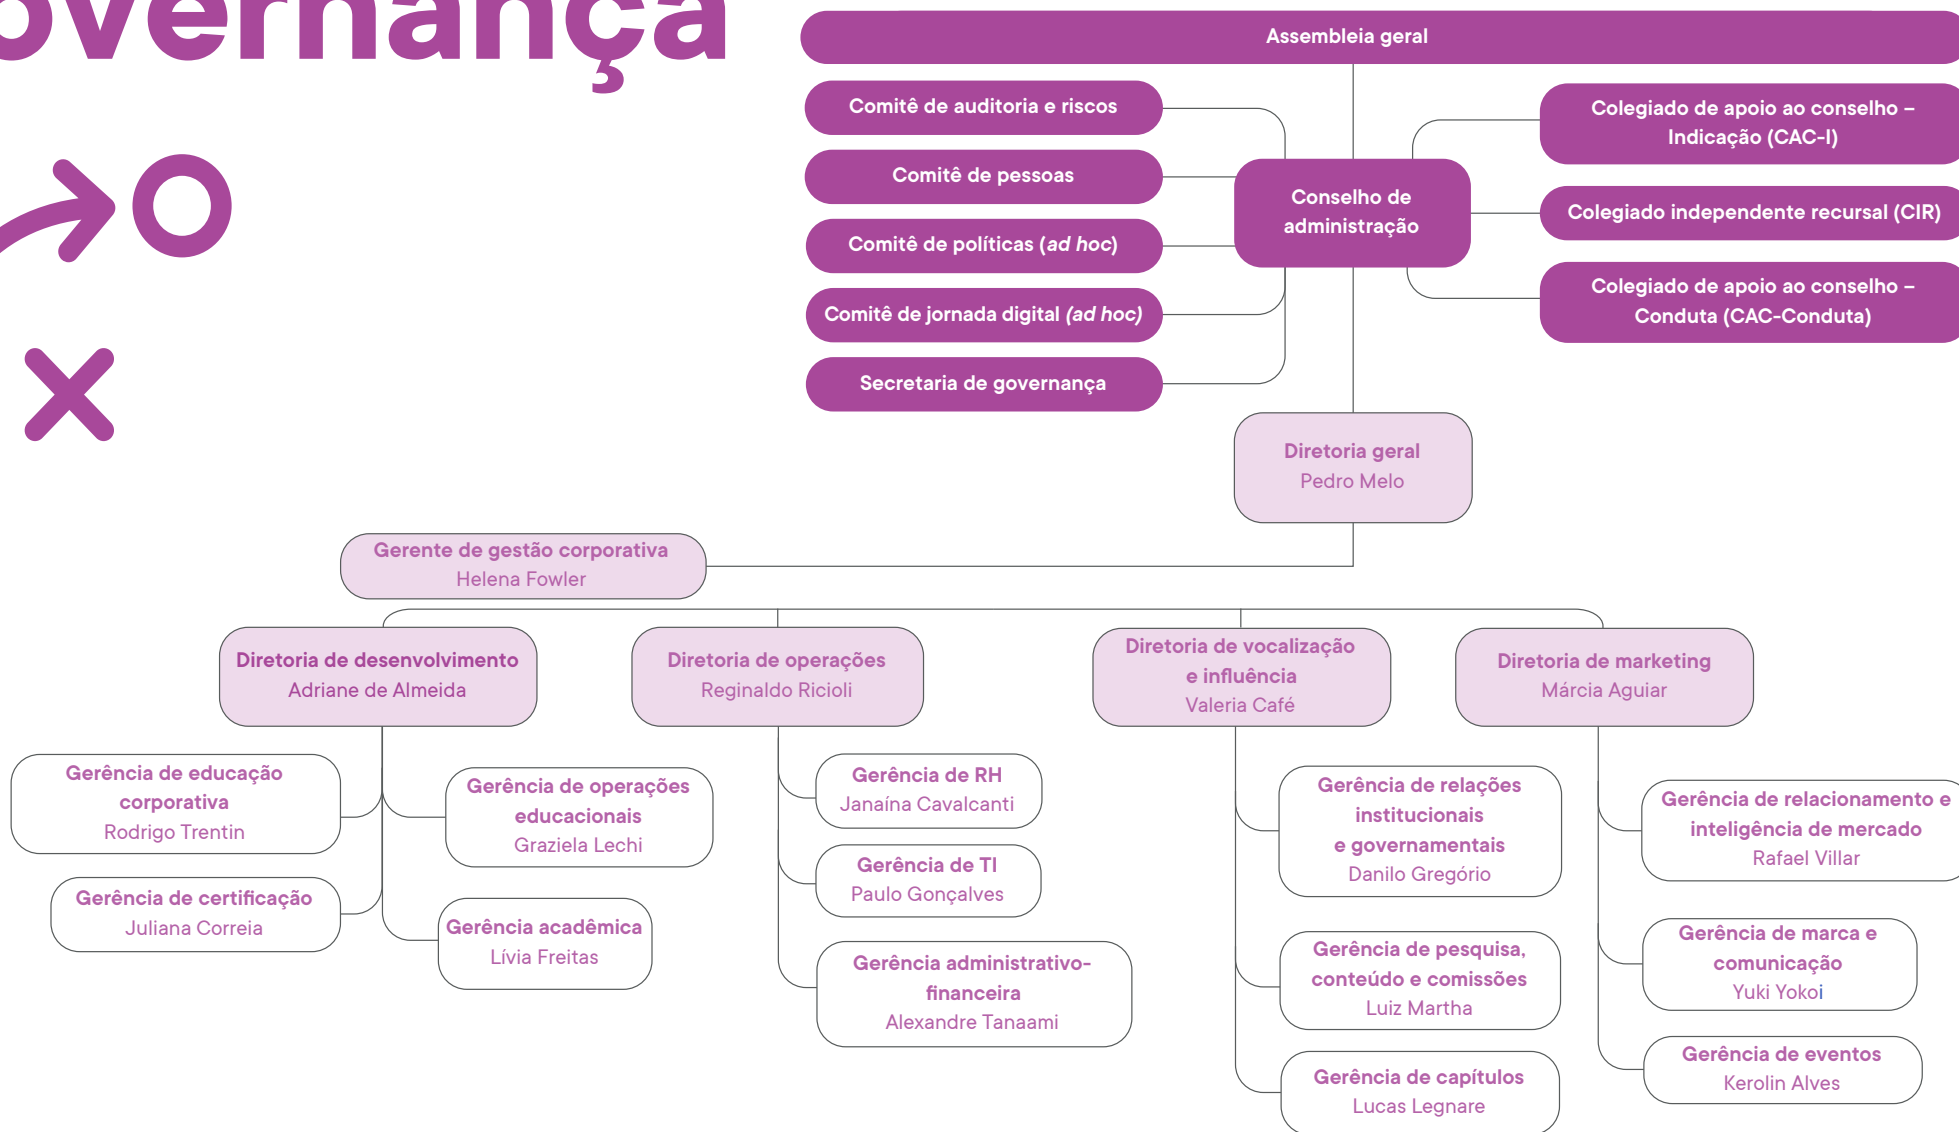 overnança
Assembleia geral
Comitê de auditoria e riscos
Comitê de pessoas
Comitê de políticas (ad hoc)
Comitê de jornada digital (ad hoc)
Secretaria de governança
Conselho de
administração
Colegiado de apoio ao conselho –
Indicação (CAC-I)
Colegiado independente recursal (CIR)
Colegiado de apoio ao conselho –
Conduta (CAC-Conduta)
Diretoria geral
Pedro Melo
Gerente de gestão corporativa
Helena Fowler
Diretoria de desenvolvimento
Adriane de Almeida
Diretoria de operações
Reginaldo Ricioli
Diretoria de vocalização
e influência
Valeria Café
Diretoria de marketing
Márcia Aguiar
Gerência de educação
corporativa
Rodrigo Trentin
Gerência de certificação
Juliana Correia
Gerência de operações
educacionais
Graziela Lechi
Gerência acadêmica
Lívia Freitas
Gerência de RH
Janaína Cavalcanti
Gerência de TI
Paulo Gonçalves
Gerência administrativo-
financeira
Alexandre Tanaami
Gerência de relações
institucionais
e governamentais
Danilo Gregório
Gerência de pesquisa,
conteúdo e comissões
Luiz Martha
Gerência de capítulos
Lucas Legnare
Gerência de relacionamento e
inteligência de mercado
Rafael Villar
Gerência de marca e
comunicação
Yuki Yokoi
Gerência de eventos
Kerolin Alves